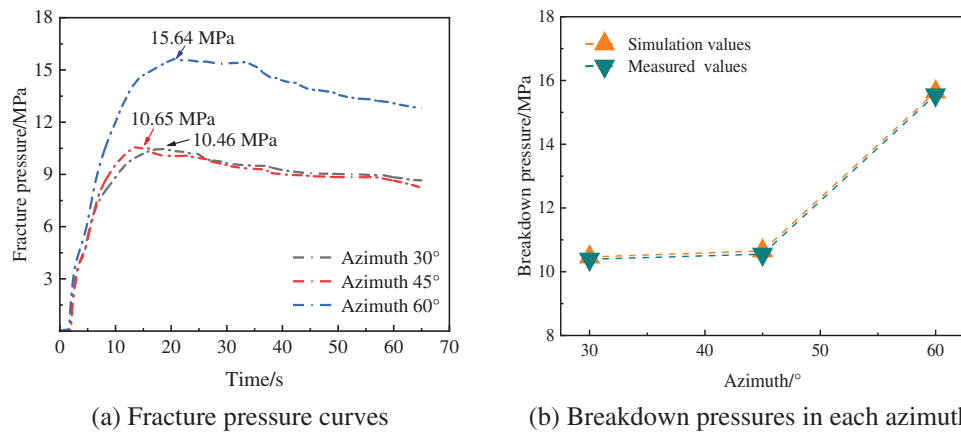 18
15
12
9
6
3
0 10 20 30 40 50 60 70
Fracture pressure/MPa
Time/s
15.64 MPa
10.65 MPa
10.46 MPa
Azimuth 30°
Azimuth 45°
Azimuth 60°
(a) Fracture pressure curves
18
16
14
12
10
8
30 40 50 60
Breakdown pressure/MPa
Azimuth/°
Simulation values
Measured values
(b) Breakdown pressures in each azimuth